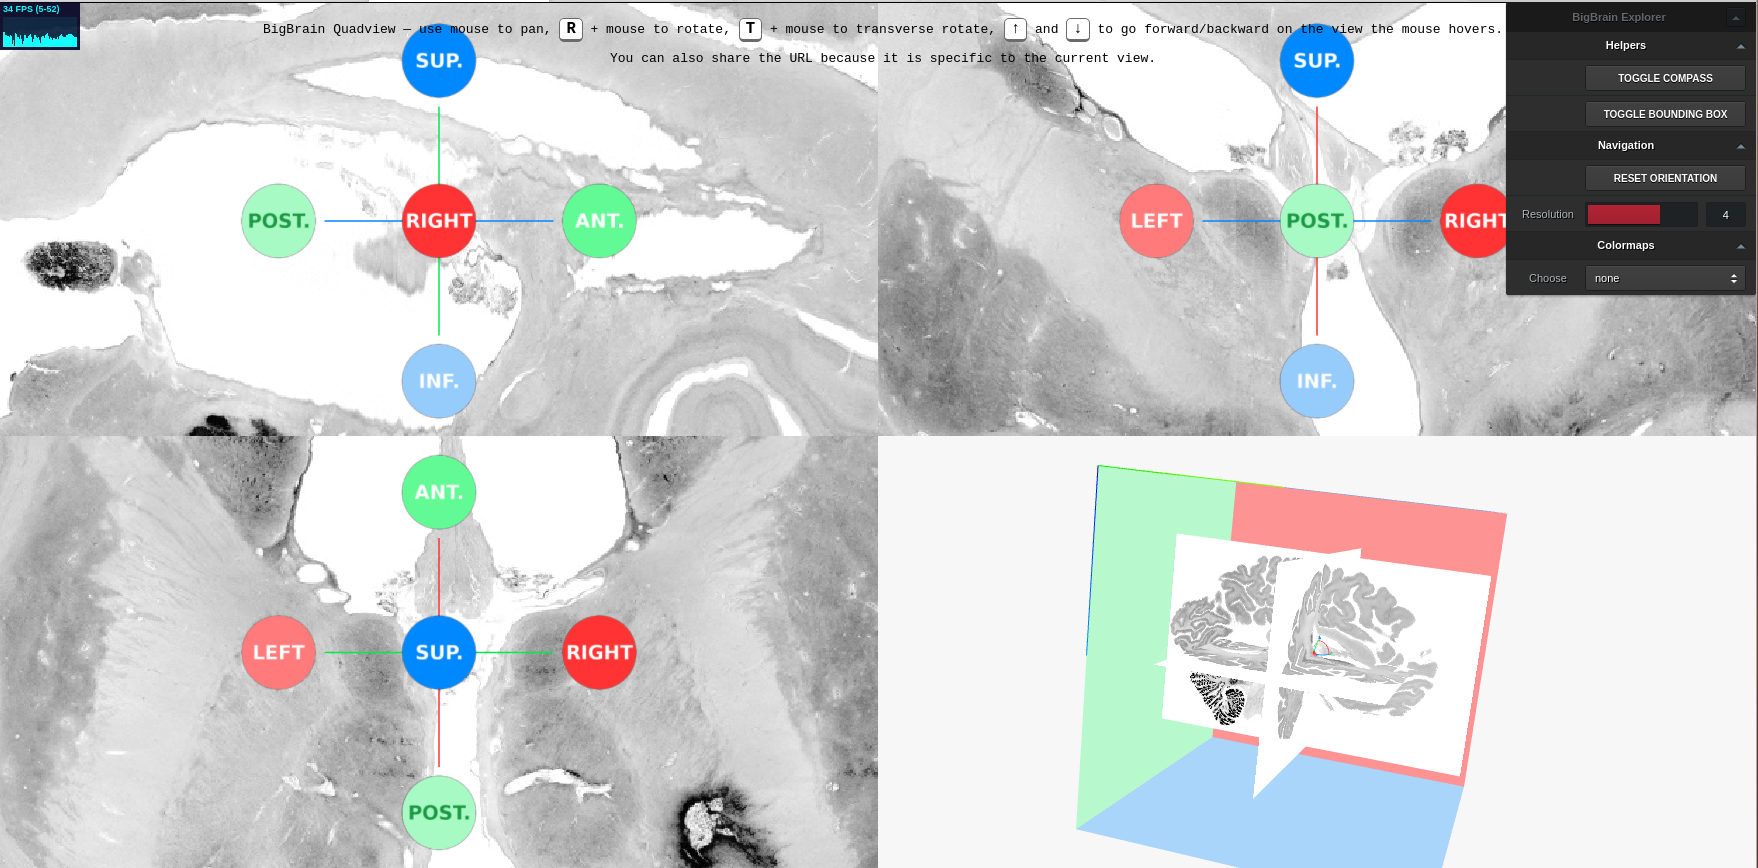 34 FPS (5-52)
BigBrain Quadview — use mouse to pan, R + mouse to rotate, T + mouse to transverse rotate, ↑ and ↓ to go forward/backward on the view the mouse hovers.
You can also share the URL because it is specific to the current view.
SUP.
POST.
RIGHT
ANT.
INF.
SUP.
LEFT
POST.
RIGHT
INF.
BigBrain Explorer
Helpers
TOGGLE COMPASS
TOGGLE BOUNDING BOX
Navigation
RESET ORIENTATION
Resolution 4
Colormaps
Choose none
ANT.
LEFT
SUP.
RIGHT
POST.